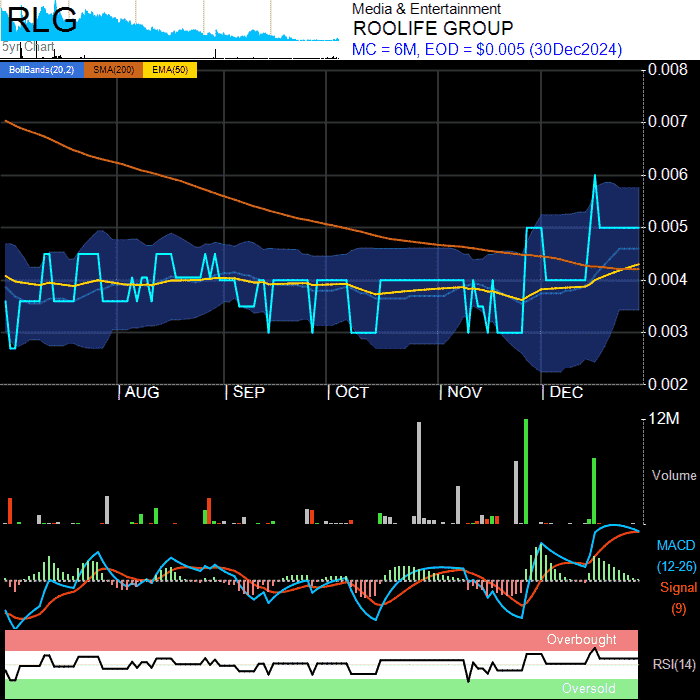 RLG
5yr Chart
Media & Entertainment
ROOLIFE GROUP
MC = 6M, EOD = $0.005 (30Dec2024)
BollBands(20,2) SMA(200) EMA(50)
0.008
0.007
0.006
0.005
0.004
0.003
0.002
AUG SEP OCT NOV DEC
12M
Volume
MACD
(12-26)
Signal
(9)
Overbought
RSI(14)
Oversold